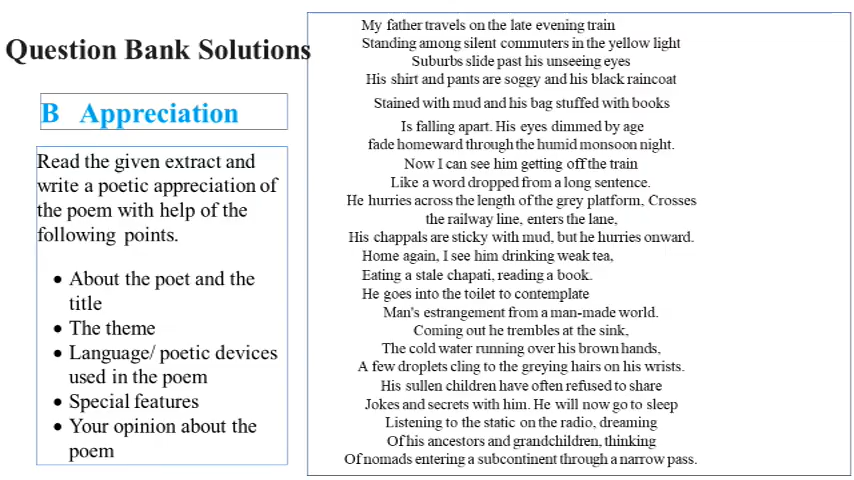 Question Bank Solutions
B Appreciation
Read the given extract and
write a poetic appreciation of
the poem with help of the
following points.
• About the poet and the
title
• The theme
• Language/ poetic devices
used in the poem
• Special features
• Your opinion about the
poem
My father travels on the late evening train
Standing among silent commuters in the yellow light
Suburbs slide past his unseeing eyes
His shirt and pants are soggy and his black raincoat
Stained with mud and his bag stuffed with books
Is falling apart. His eyes dimmed by age
fade homeward through the humid monsoon night.
Now I can see him getting off the train
Like a word dropped from a long sentence.
He hurries across the length of the grey platform, Crosses
the railway line, enters the lane,
His chappals are sticky with mud, but he hurries onward.
Home again, I see him drinking weak tea,
Eating a stale chapati, reading a book.
He goes into the toilet to contemplate
Man's estrangement from a man-made world.
Coming out he trembles at the sink,
The cold water running over his brown hands,
A few droplets cling to the greying hairs on his wrists.
His sullen children have often refused to share
Jokes and secrets with him. He will now go to sleep
Listening to the static on the radio, dreaming
Of his ancestors and grandchildren, thinking
Of nomads entering a subcontinent through a narrow pass.